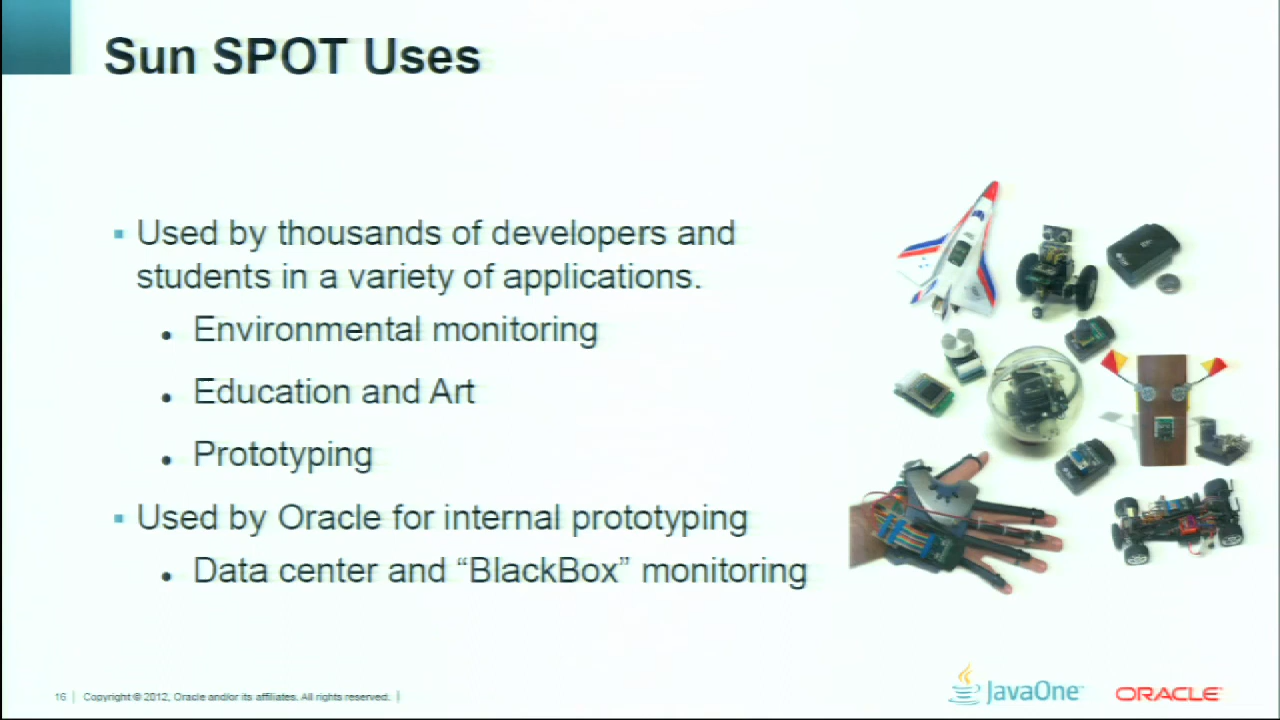 Sun SPOT Uses
Used by thousands of developers and
students in a variety of applications.
Environmental monitoring
Education and Art
Prototyping
Used by Oracle for internal prototyping
Data center and “BlackBox” monitoring
16 | Copyright © 2012, Oracle and/or its affiliates. All rights reserved. |
JavaOne
ORACLE